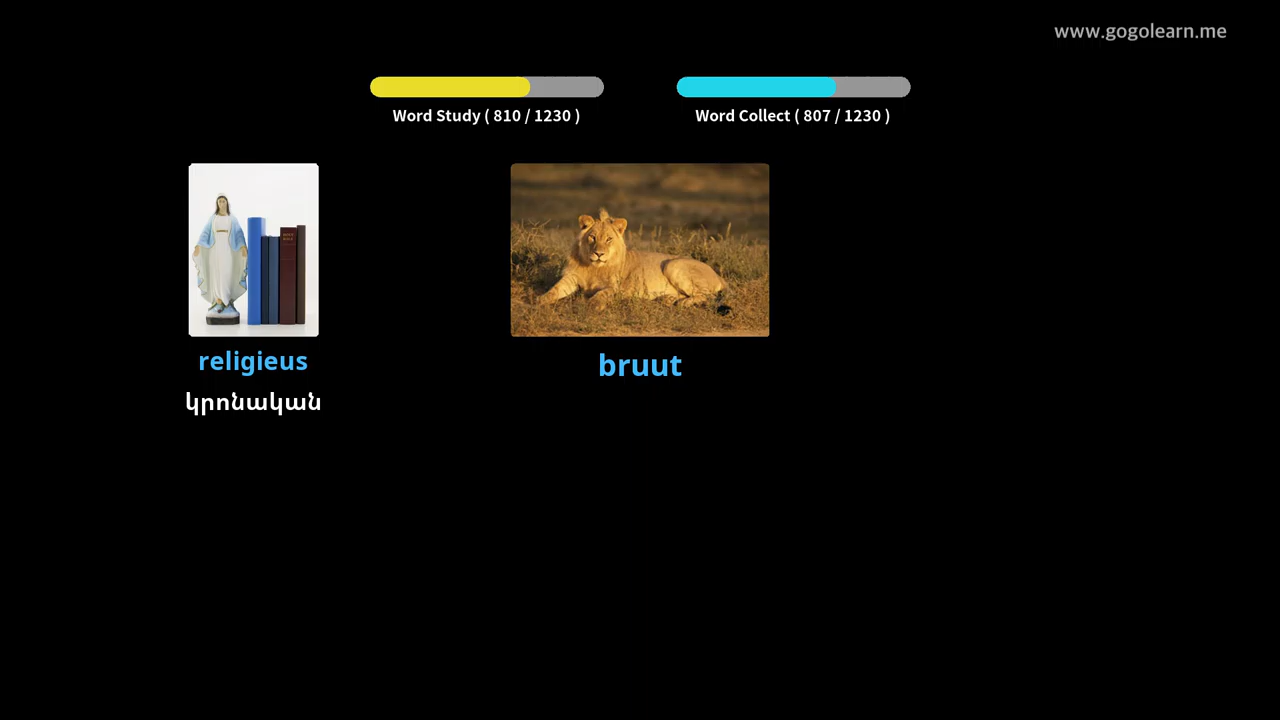 www.gogolearn.me
Word Study ( 810 / 1230 )
Word Collect ( 807 / 1230 )
religieus
կրոնական
bruut